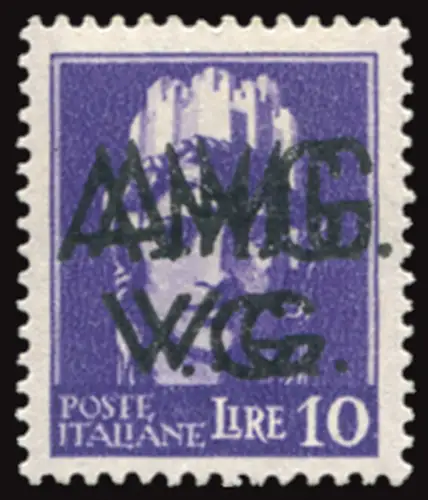 A.M.G.
V.G.
POSTE
ITALIANE LIRE 10